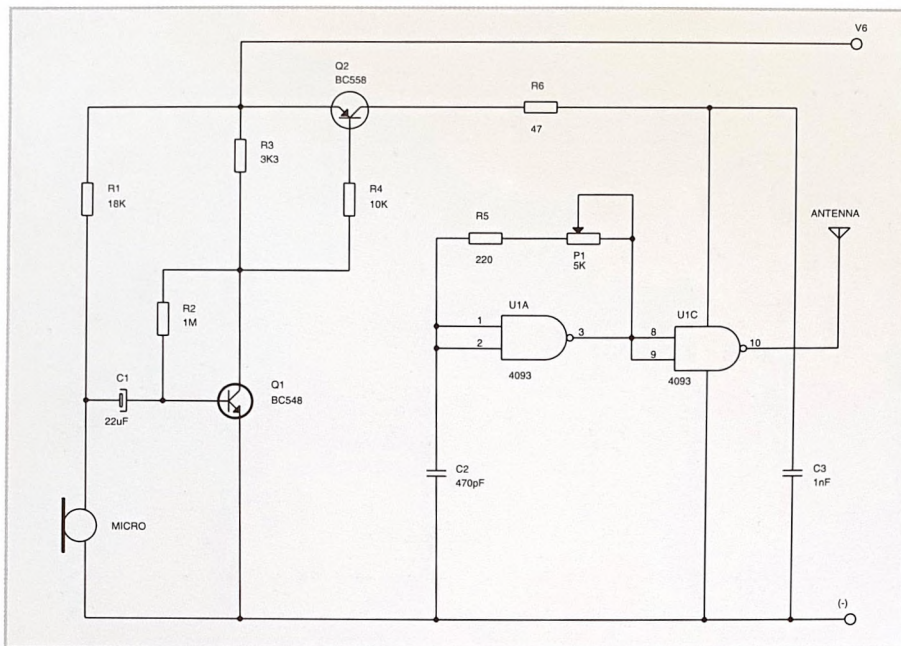 V6
Q2
BC558
R6
47
R3
3K3
R1
18K
R4
10K
ANTENNA
R5
220
P1
5K
R2
1M
U1A
1
2
3
4093
U1C
8
9
10
4093
C1
22uF
Q1
BC548
C2
470pF
C3
1nF
MICRO
(-)